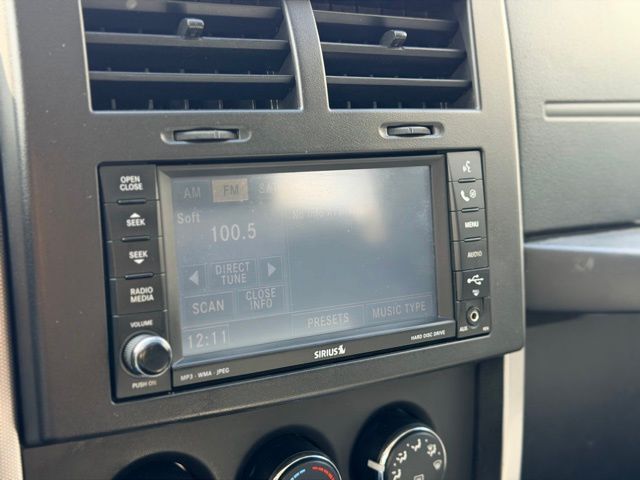 OPEN
CLOSE
SEEK
SEEK
RADIO
MEDIA
VOLUME
PUSH ON
AM FM
Soft
100.5
DIRECT
TUNE
SCAN
CLOSE
INFO
12:11
PRESETS
MUSIC TYPE
SIRIUS
HARD DISC DRIVE
MP3 · WMA · JPEG
MENU
AUDIO
AUX